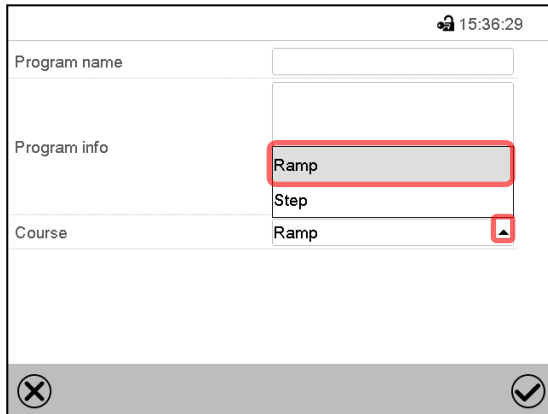 15:36:29
Program name
Program info
Ramp
Step
Course
Ramp